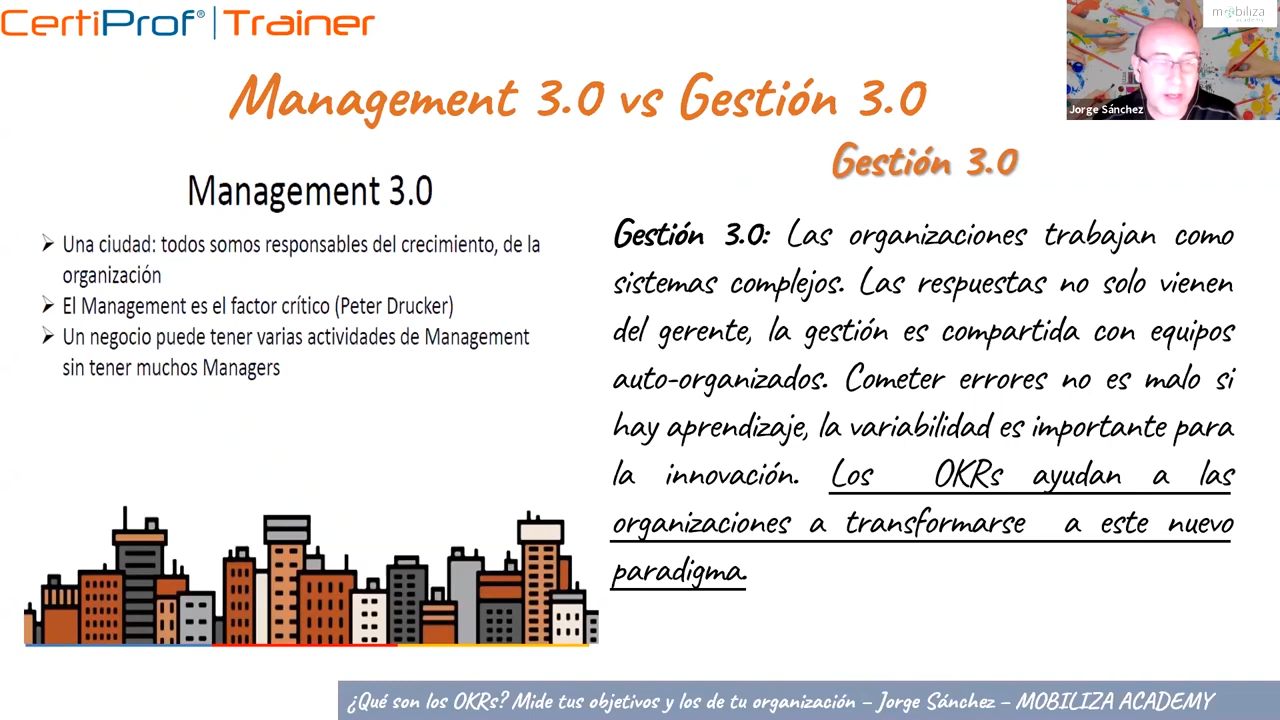 CertiProf® | Trainer
mobiliza
academy
Jorge Sánchez
Management 3.0 vs Gestión 3.0
Gestión 3.0
Management 3.0
➢ Una ciudad: todos somos responsables del crecimiento, de la
organización
➢ El Management es el factor crítico (Peter Drucker)
➢ Un negocio puede tener varias actividades de Management
sin tener muchos Managers
Gestión 3.0: Las organizaciones trabajan como
sistemas complejos. Las respuestas no solo vienen
del gerente, la gestión es compartida con equipos
auto-organizados. Cometer errores no es malo si
hay aprendizaje, la variabilidad es importante para
la innovación. Los OKRs ayudan a las
organizaciones a transformarse a este nuevo
paradigma.
¿Qué son los OKRs? Mide tus objetivos y los de tu organización – Jorge Sánchez – MOBILIZA ACADEMY